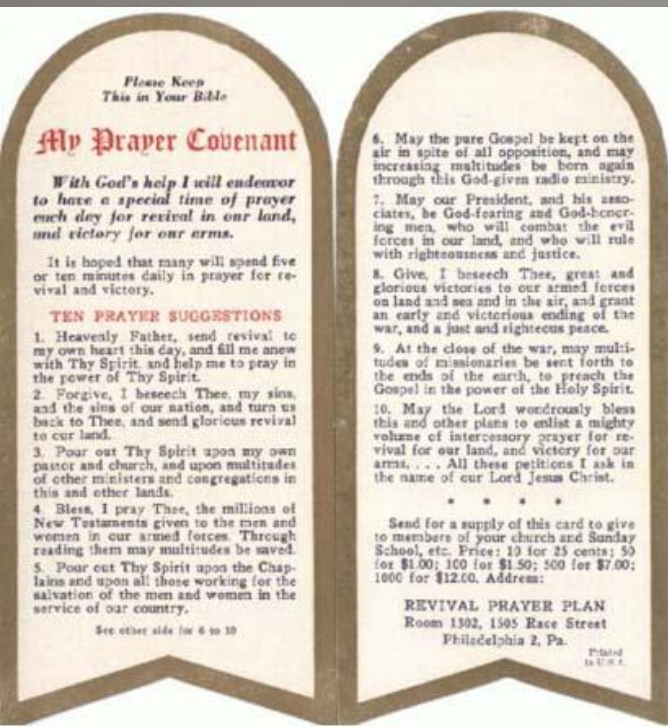 Please Keep
This in Your Bible
My Prayer Covenant
With God's help I will endeavor
to have a special time of prayer
each day for revival in our land,
and victory for our arms.
It is hoped that many will spend five
or ten minutes daily in prayer for re-
vival and victory.
TEN PRAYER SUGGESTIONS
1. Heavenly Father, send revival to
my own heart this day, and fill me anew
with Thy Spirit, and help me to pray in
the power of Thy Spirit.
2. Forgive, I beseech Thee, my sins,
and the sins of our nation, and turn us
back to Thee, and send glorious revival
to our land.
3. Pour out Thy Spirit upon my own
pastor and church, and upon multitudes
of other ministers and congregations in
this and other lands.
4. Bless, I pray Thee, the millions of
New Testaments given to the men and
women in our armed forces. Through
reading them may multitudes be saved.
5. Pour out Thy Spirit upon the Chap-
lains and upon all those working for the
salvation of the men and women in the
service of our country.
See other side for 6 to 10
6. May the pure Gospel be kept on the
air in spite of all opposition, and may
increasing multitudes be born again
through this God-given radio ministry.
7. May our President, and his asso-
ciates, be God-fearing and God-honor-
ing men, who will combat the evil
forces in our land, and who will rule
with righteousness and justice.
8. Give, I beseech Thee, great and
glorious victories to our armed forces
on land and sea and in the air, and grant
an early and victorious ending of the
war, and a just and righteous peace.
9. At the close of the war, may multi-
tudes of missionaries be sent forth to
the ends of the earth, to preach the
Gospel in the power of the Holy Spirit.
10. May the Lord wondrously bless
this and other plans to enlist a mighty
volume of intercessory prayer for re-
vival for our land, and victory for our
arms. . . . All these petitions I ask in
the name of our Lord Jesus Christ.
* * * *
Send for a supply of this card to give
to members of your church and Sunday
School, etc. Price: 10 for 25 cents; 50
for $1.00; 100 for $1.50; 500 for $7.00;
1000 for $12.00. Address:
REVIVAL PRAYER PLAN
Room 1302, 1505 Race Street
Philadelphia 2, Pa.
Printed
in U.S.A.